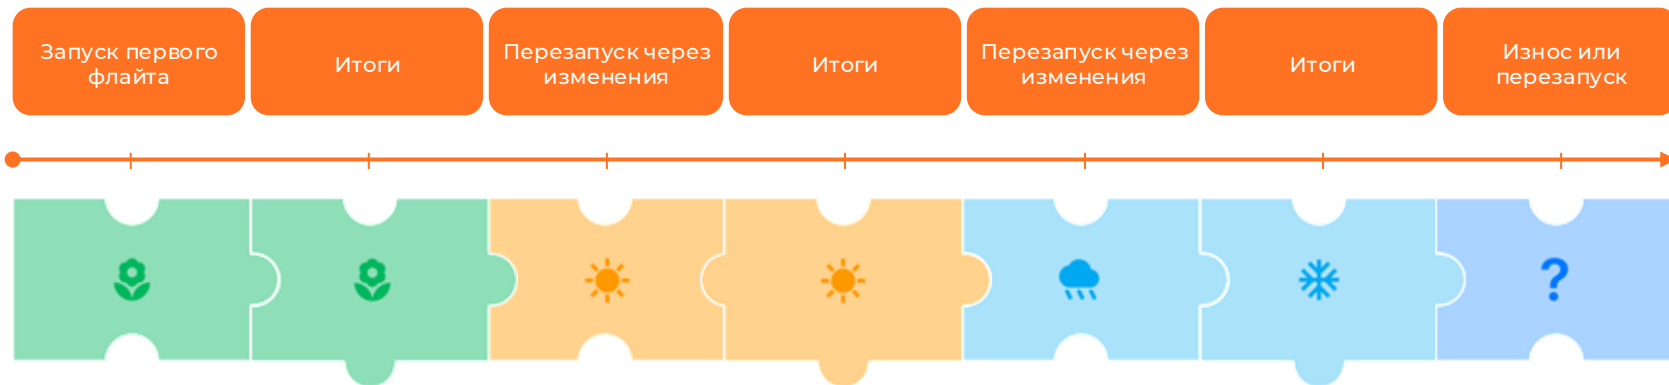 Запуск первого
флайта
Итоги
Перезапуск через
изменения
Итоги
Перезапуск через
изменения
Итоги
Износ или
перезапуск
?